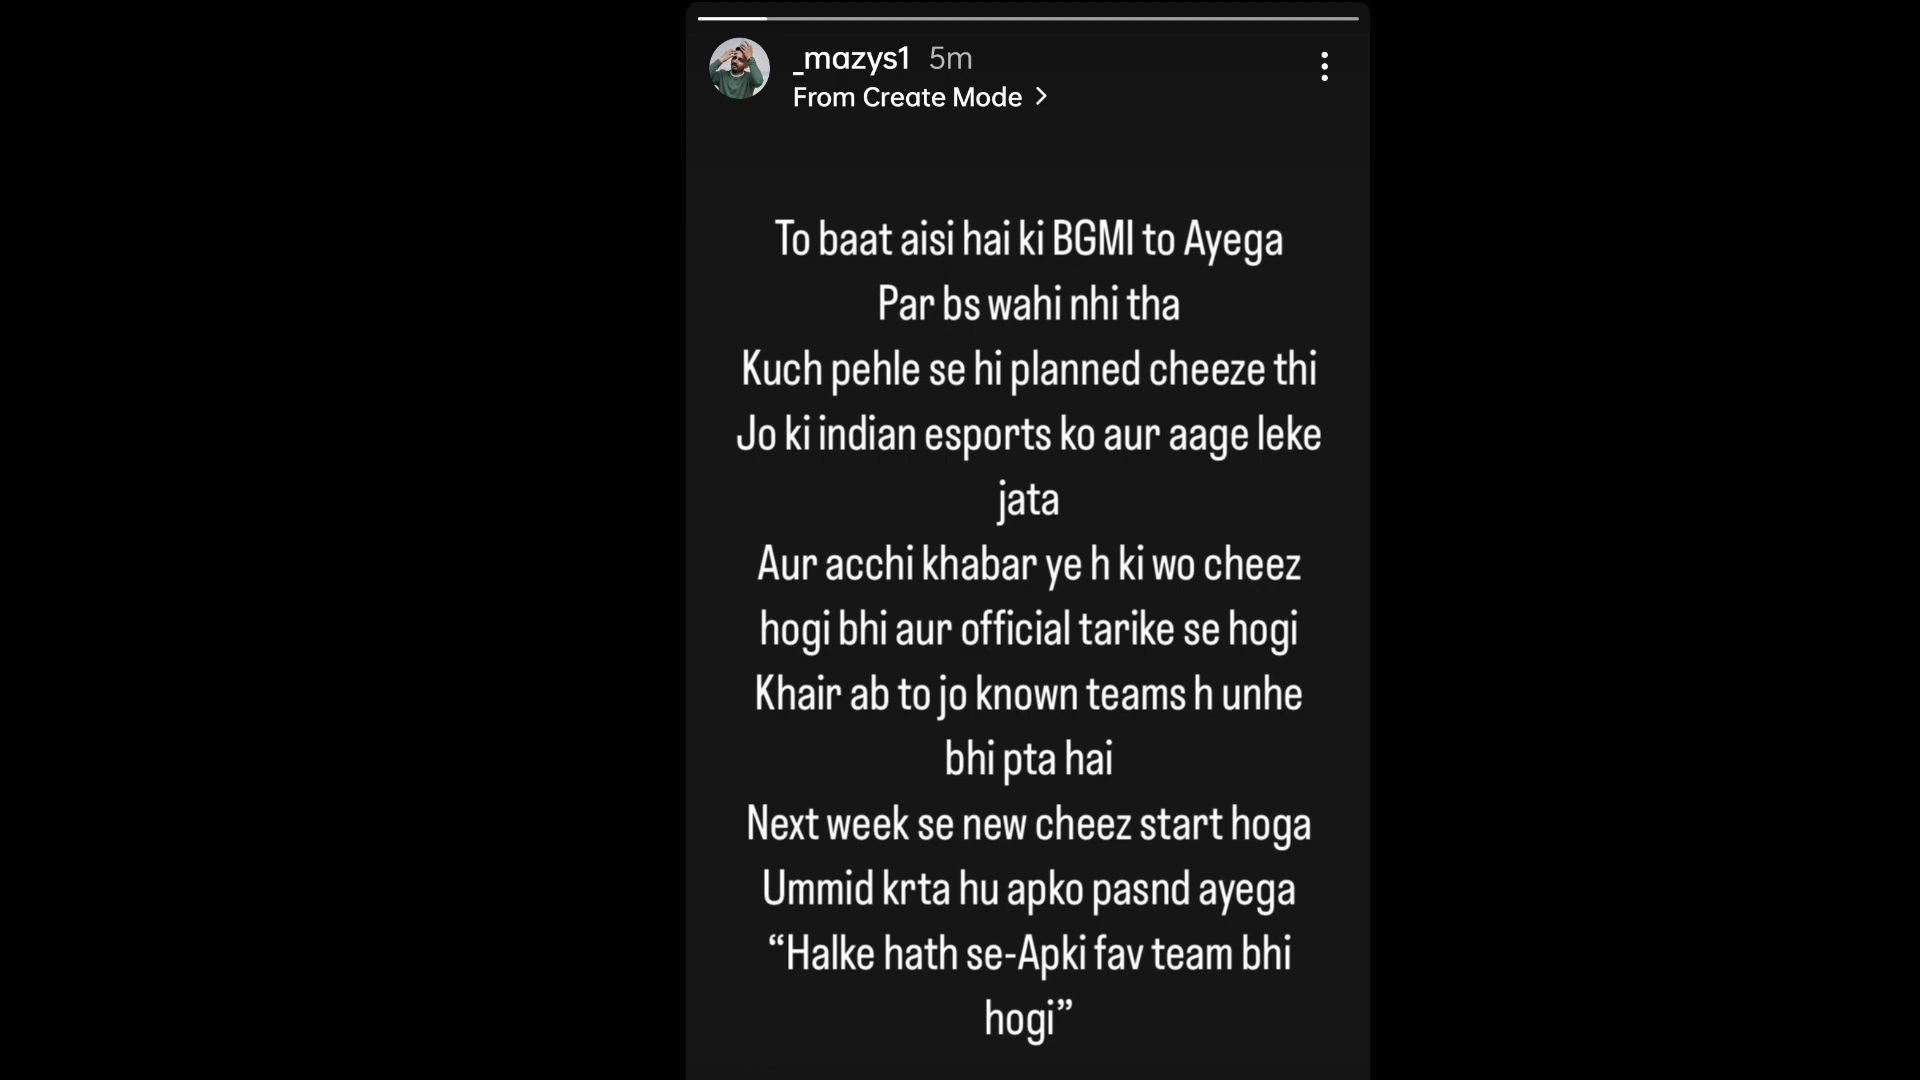 _mazys1 5m
From Create Mode >
To baat aisi hai ki BGMI to Ayega
Par bs wahi nhi tha
Kuch pehle se hi planned cheeze thi
Jo ki indian esports ko aur aage leke
jata
Aur acchi khabar ye h ki wo cheez
hogi bhi aur official tarike se hogi
Khair ab to jo known teams h unhe
bhi pta hai
Next week se new cheez start hoga
Ummid krta hu apko pasnd ayega
“Halke hath se-Apki fav team bhi
hogi”